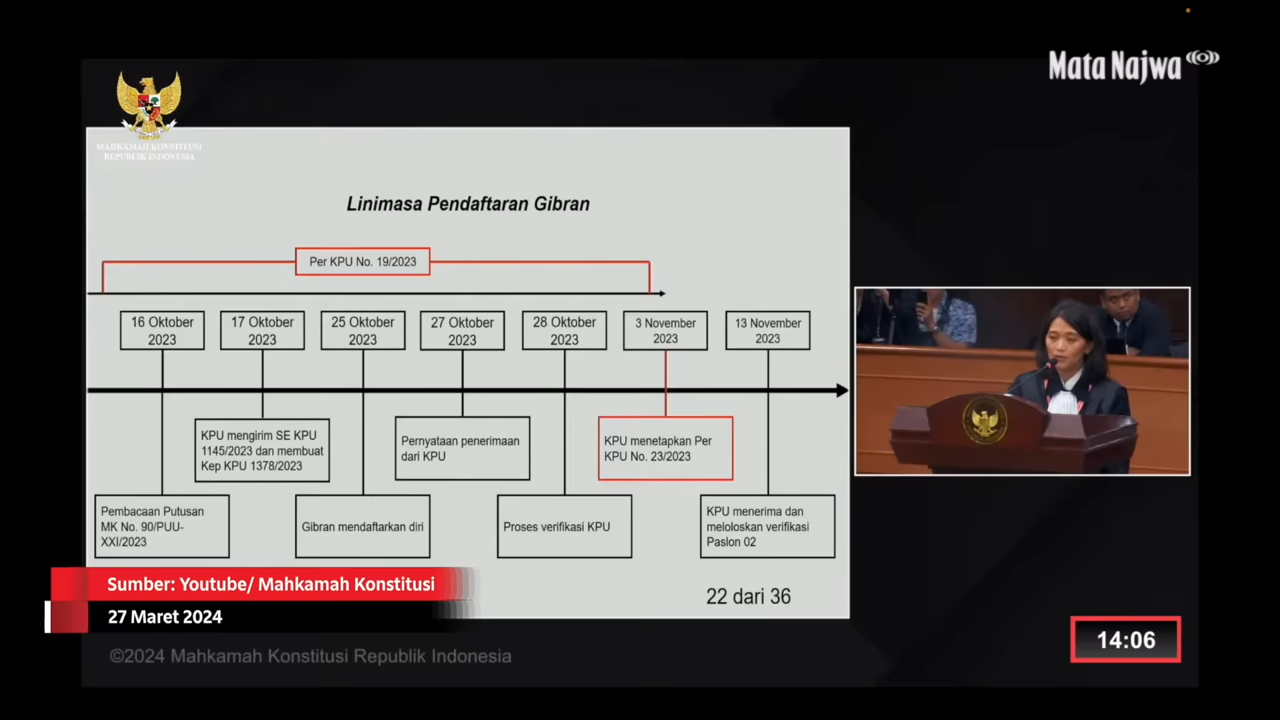 Mata Najwa
MAHKAMAH KONSTITUSI
REPUBLIK INDONESIA
Linimasa Pendaftaran Gibran
Per KPU No. 19/2023
16 Oktober
2023
17 Oktober
2023
25 Oktober
2023
27 Oktober
2023
28 Oktober
2023
3 November
2023
13 November
2023
KPU mengirim SE KPU
1145/2023 dan membuat
Kep KPU 1378/2023
Pernyataan penerimaan
dari KPU
KPU menetapkan Per
KPU No. 23/2023
Pembacaan Putusan
MK No. 90/PUU-
XXI/2023
Gibran mendaftarkan diri
Proses verifikasi KPU
KPU menerima dan
meloloskan verifikasi
Paslon 02
22 dari 36
Sumber: Youtube/ Mahkamah Konstitusi
27 Maret 2024
14:06
©2024 Mahkamah Konstitusi Republik Indonesia